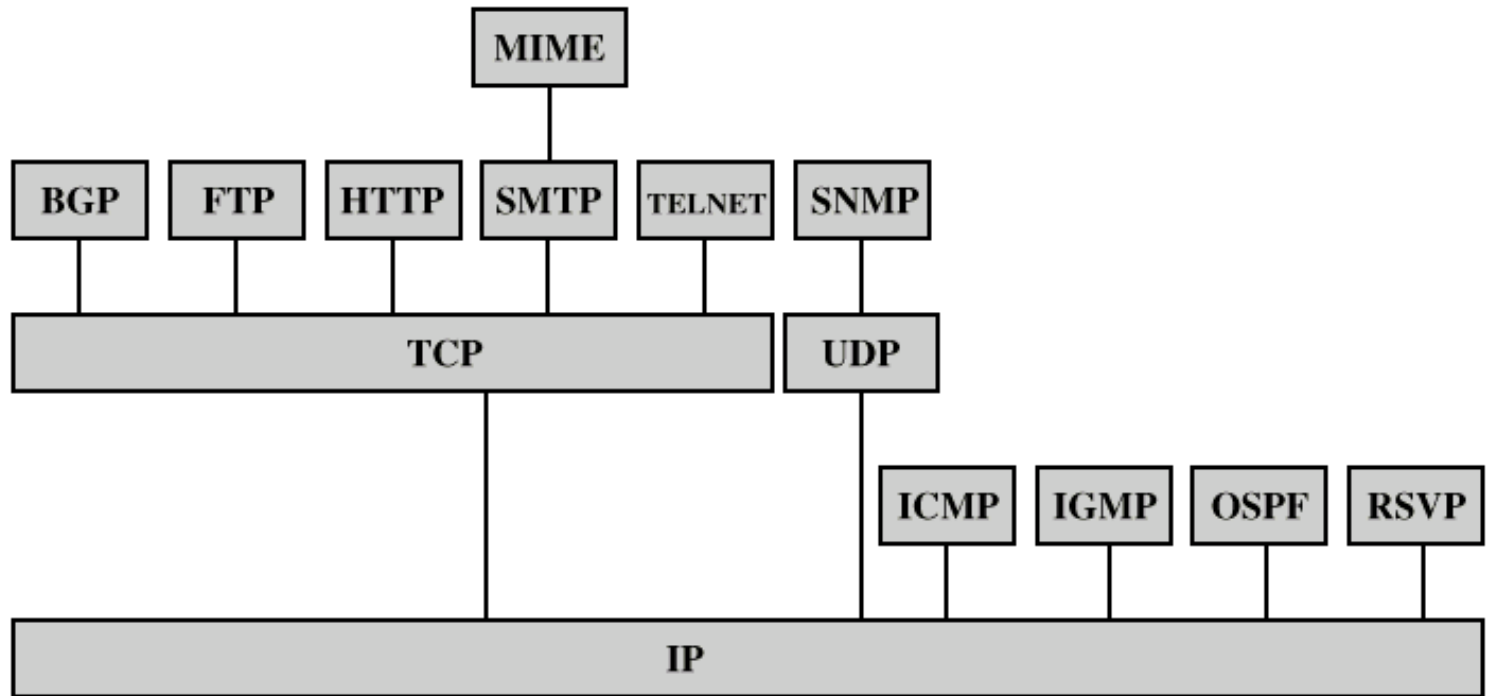 MIME
BGP FTP HTTP SMTP TELNET SNMP
TCP UDP
ICMP IGMP OSPF RSVP
IP